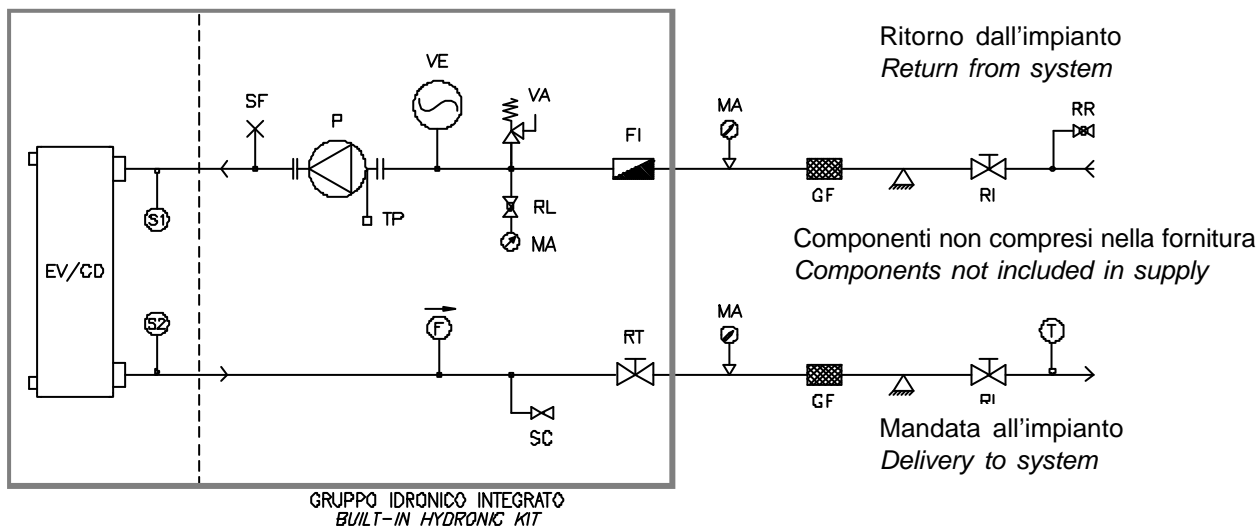 Ritorno dall'impianto
Return from system
SF
P
VE
VA
FI
MA
RR
S1
TP
RL
MA
GF
RI
EV/CD
Componenti non compresi nella fornitura
Components not included in supply
S2
F
RT
MA
T
SC
GF
RI
Mandata all'impianto
Delivery to system
GRUPPO IDRONICO INTEGRATO
BUILT-IN HYDRONIC KIT